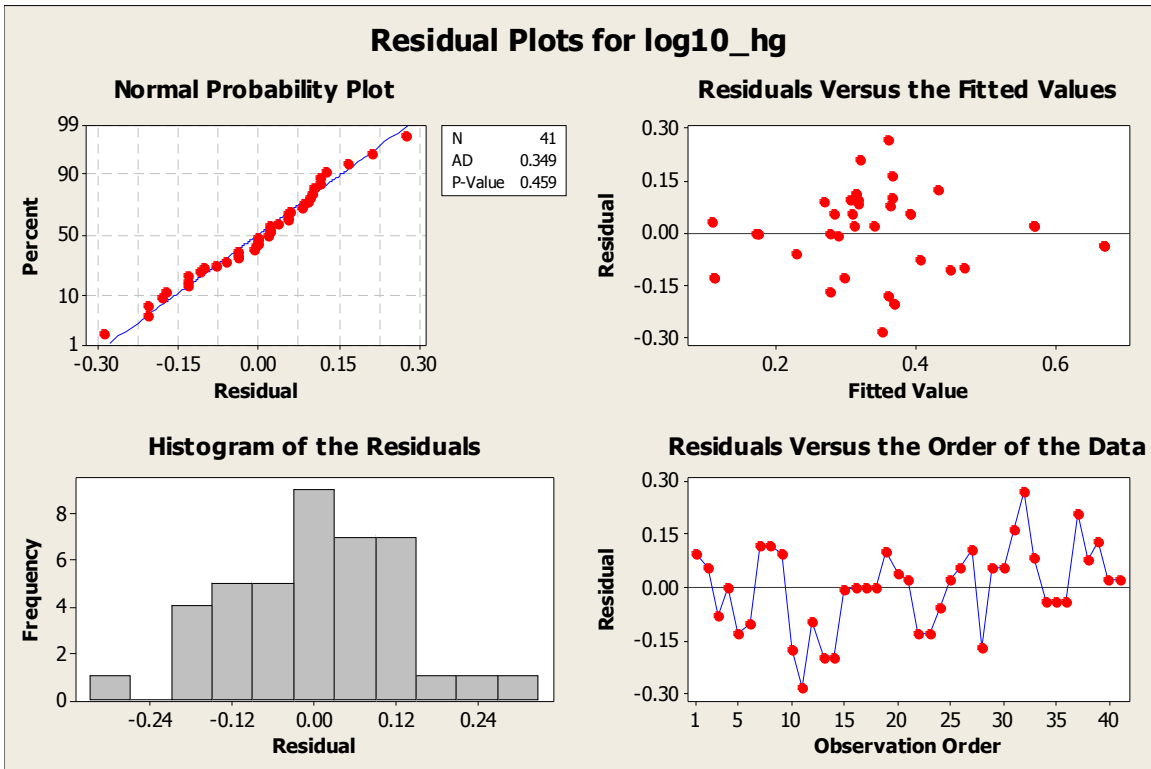 Residual Plots for log10_hg
Normal Probability Plot
99
90
50
10
1
Percent
-0.30 -0.15 0.00 0.15 0.30
Residual
N 41
AD 0.349
P-Value 0.459
Residuals Versus the Fitted Values
0.30
0.15
0.00
-0.15
-0.30
Residual
0.2 0.4 0.6
Fitted Value
Histogram of the Residuals
8
6
4
2
0
Frequency
-0.24 -0.12 0.00 0.12 0.24
Residual
Residuals Versus the Order of the Data
0.30
0.15
0.00
-0.15
-0.30
Residual
1 5 10 15 20 25 30 35 40
Observation Order